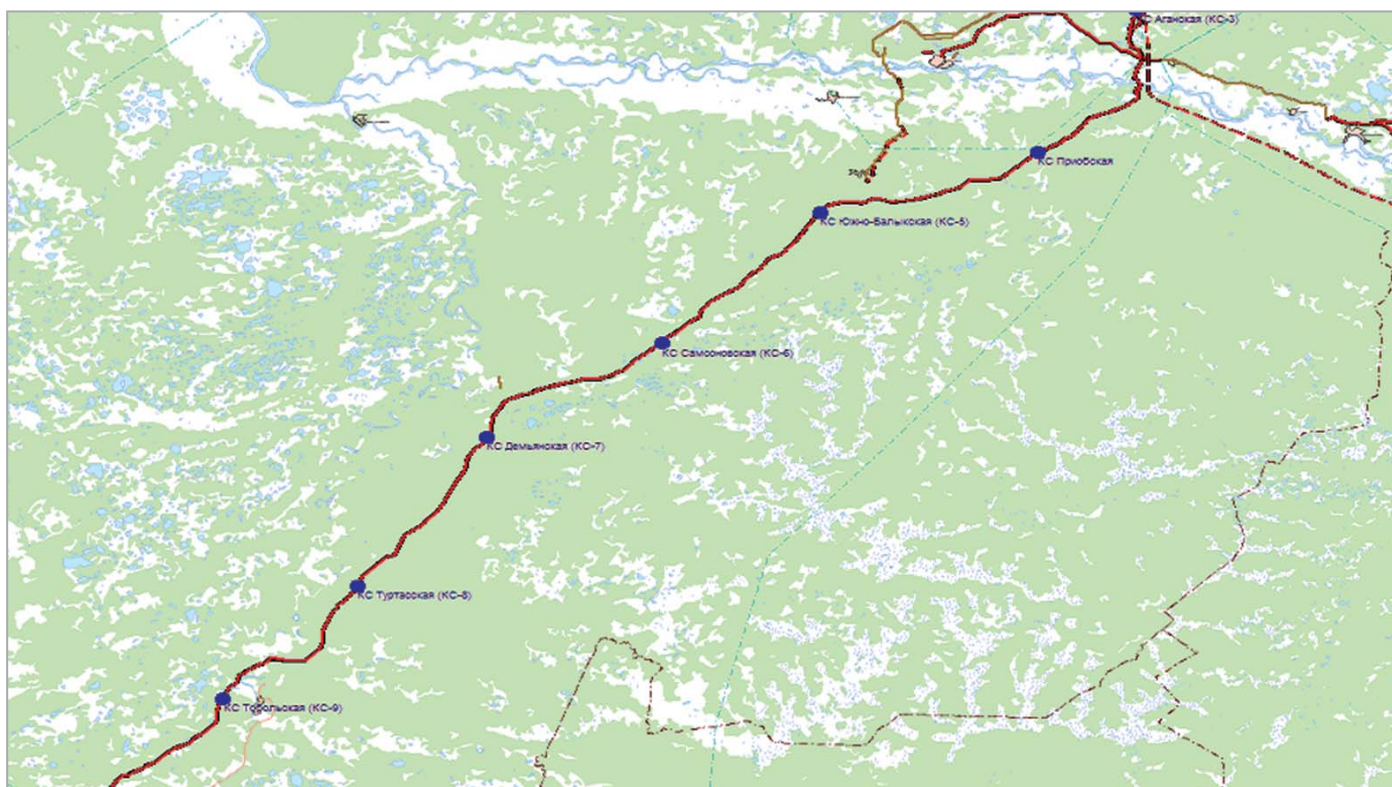 КС Аганская (КС-3)
КС Приобская
КС Южно-Балыкская (КС-5)
КС Самсоновская (КС-6)
КС Демьянская (КС-7)
КС Туртасская (КС-8)
КС Тобольская (КС-9)